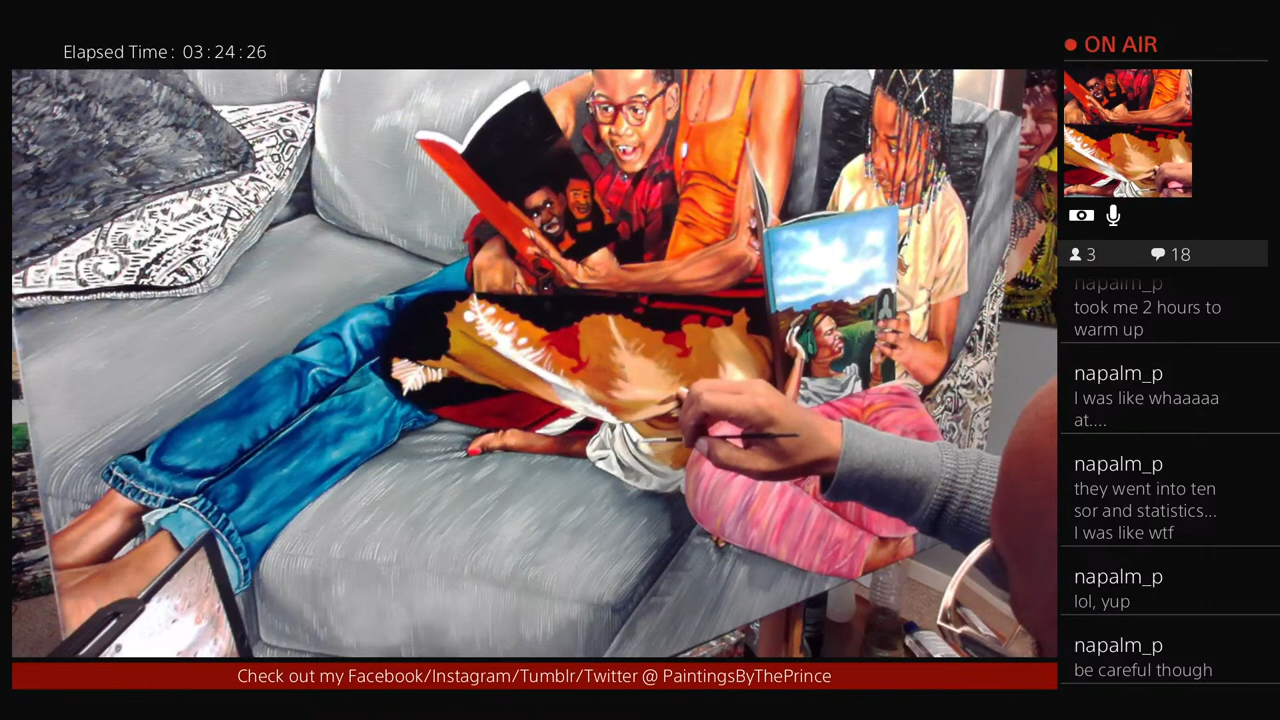 Elapsed Time: 03:24:26
ON AIR
3
18
napalm_p
took me 2 hours to
warm up
napalm_p
I was like whaaaaa
at....
napalm_p
they went into ten
sor and statistics...
I was like wtf
napalm_p
lol, yup
napalm_p
be careful though
Check out my Facebook/Instagram/Tumblr/Twitter @ PaintingsByThePrince